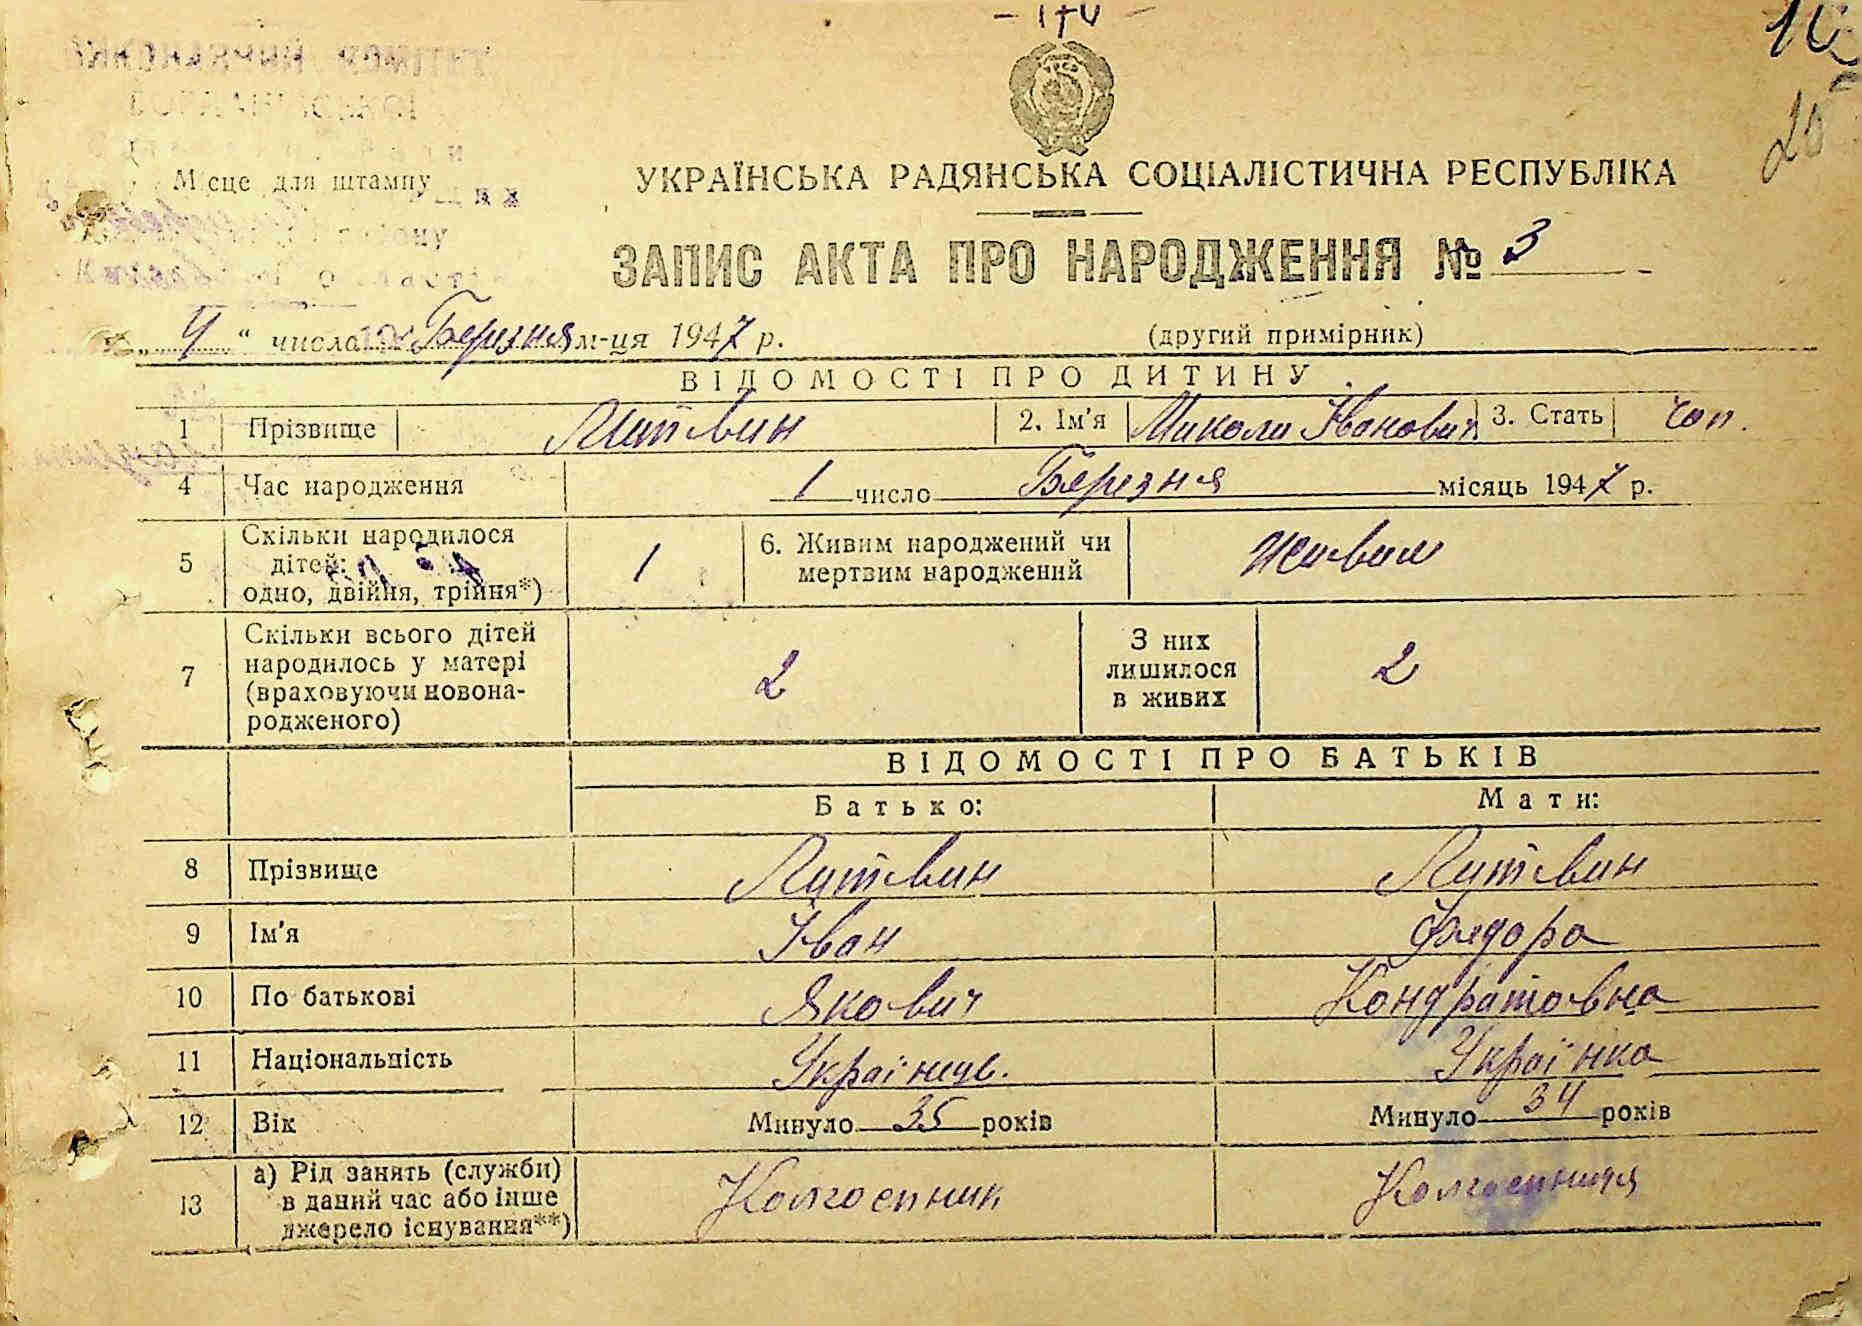 174
20
Місце для штампу
УКРАЇНСЬКА РАДЯНСЬКА СОЦІАЛІСТИЧНА РЕСПУБЛІКА
ЗАПИС АКТА ПРО НАРОДЖЕННЯ № 3
„ 4 “ числа Березня м-ця 1947 р. (другий примірник)
ВІДОМОСТІ ПРО ДИТИНУ
1 Прізвище Литвин 2. Ім'я Микола Іванович 3. Стать чол.
4 Час народження 1 число Березня місяць 1947 р.
5 Скільки народилося дітей: одно, двійня, трійня*) 1 6. Живим народжений чи мертвим народжений Живим
7 Скільки всього дітей народилось у матері (враховуючи новонародженого) 2 З них лишилося в живих 2
ВІДОМОСТІ ПРО БАТЬКІВ
Батько: Мати:
8 Прізвище Литвин Литвин
9 Ім'я Іван Федора
10 По батькові Якович Кондратовна
11 Національність Українець. Українка
12 Вік Минуло 35 років Минуло 34 років
13 а) Рід занять (служби) в даний час або інше джерело існування**) Колгоспник Колгоспниця